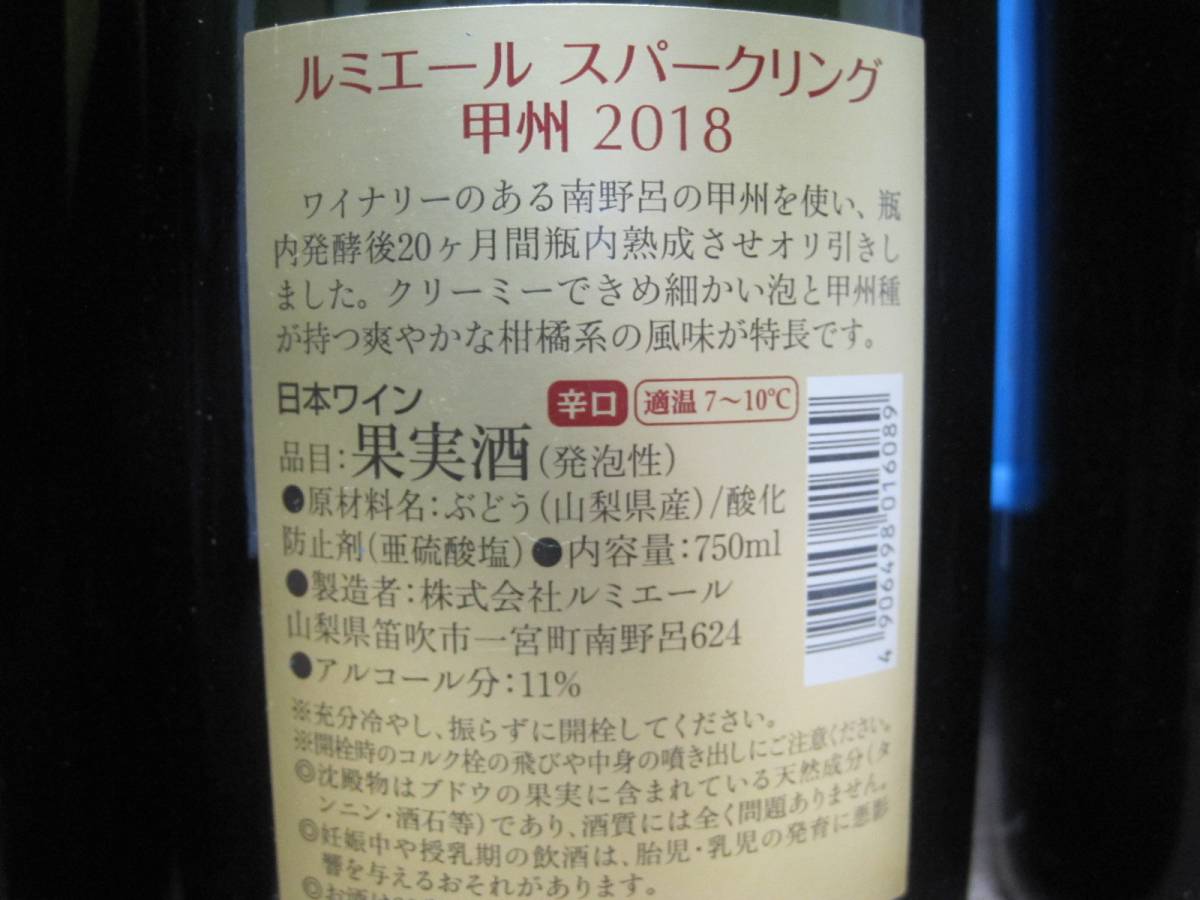 ルミエール スパークリング
甲州 2018
ワイナリーのある南野呂の甲州を使い、瓶
内発酵後20ヶ月間瓶内熟成させオリ引きし
ました。クリーミーできめ細かい泡と甲州種
が持つ爽やかな柑橘系の風味が特長です。
日本ワイン 辛口 適温 7～10℃
品目：果実酒（発泡性）
●原材料名：ぶどう（山梨県産）/酸化
防止剤（亜硫酸塩）●内容量：750ml
●製造者：株式会社ルミエール
山梨県笛吹市一宮町南野呂624
●アルコール分：11%
4 906498 016089
※充分冷やし、振らずに開栓してください。
※開栓時のコルク栓の飛びや中身の噴き出しにご注意ください。
◎沈殿物はブドウの果実に含まれている天然成分（タ
ンニン・酒石等）であり、酒質には全く問題ありません。
◎妊娠中や授乳期の飲酒は、胎児・乳児の発育に悪影
響を与えるおそれがあります。
◎お酒は